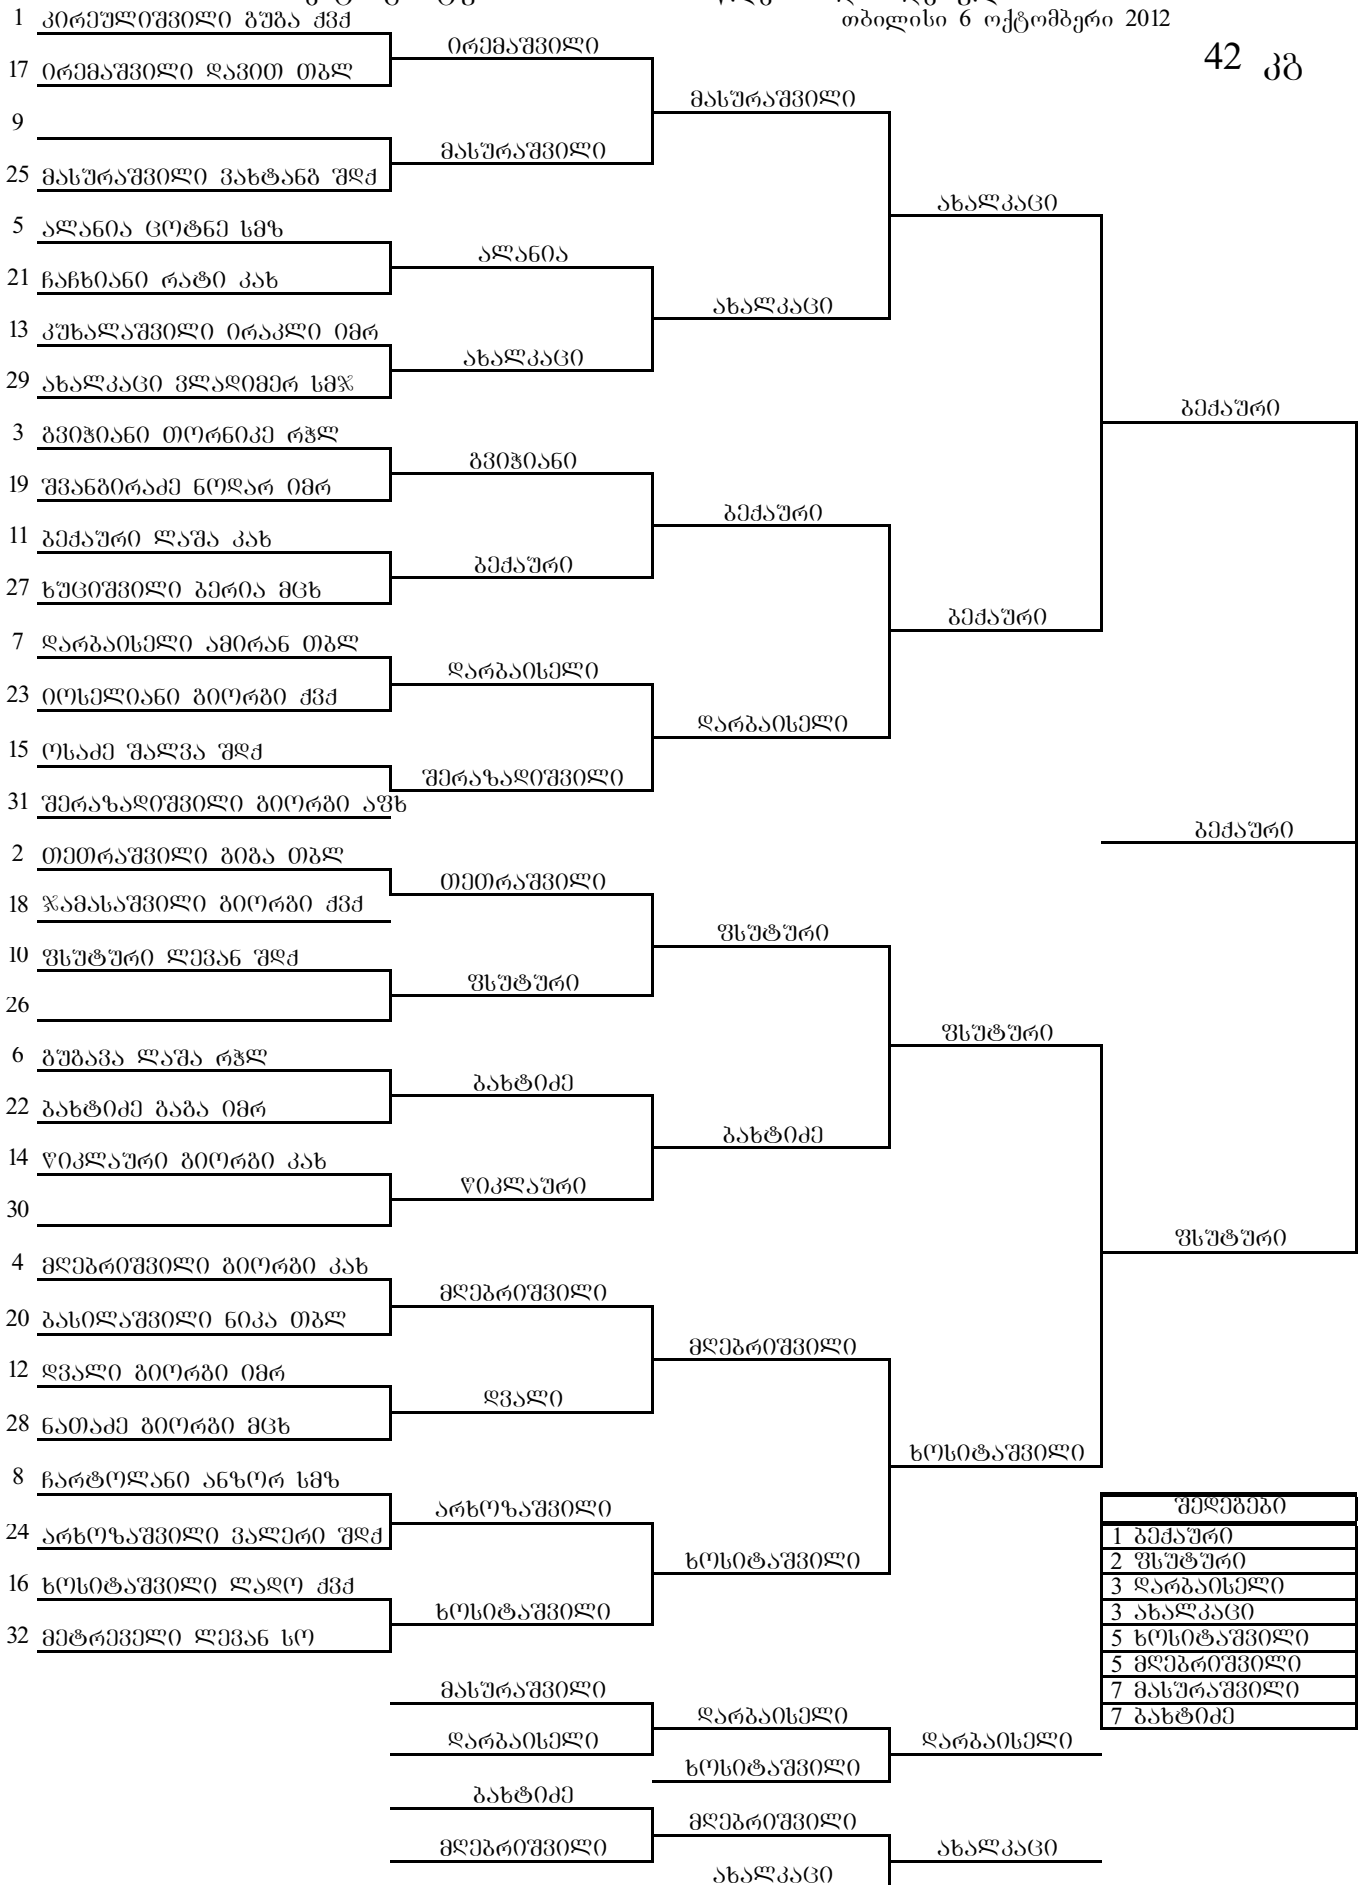 თბილისი 6 ოქტომბერი 2012
42 კგ
1 კირეულიშვილი გუგა ქვქ
ირემაშვილი
17 ირემაშვილი დავით თბლ
მასურაშვილი
9
მასურაშვილი
25 მასურაშვილი ვახტანგ შდქ
ახალკაცი
5 ალანია ცოტნე სმზ
ალანია
21 ჩაჩხიანი რატი კახ
ახალკაცი
13 კუხალაშვილი ირაკლი იმრ
ახალკაცი
29 ახალკაცი ვლადიმერ სმჯ
ბექაური
3 გვიჭიანი თორნიკე რჭლ
გვიჭიანი
19 შვანგირაძე ნოდარ იმრ
ბექაური
11 ბექაური ლაშა კახ
ბექაური
27 ხუციშვილი ბერია მცხ
ბექაური
7 დარბაისელი ამირან თბლ
დარბაისელი
23 იოსელიანი გიორგი ქვქ
დარბაისელი
15 ოსაძე შალვა შდქ
შერაზადიშვილი
31 შერაზადიშვილი გიორგი აფხ
ბექაური
2 თეთრაშვილი გიგა თბლ
თეთრაშვილი
18 ჯამასაშვილი გიორგი ქვქ
ფსუტური
10 ფსუტური ლევან შდქ
ფსუტური
26
ფსუტური
6 გუგავა ლაშა რჭლ
ბახტიძე
22 ბახტიძე გაგა იმრ
ბახტიძე
14 წიკლაური გიორგი კახ
წიკლაური
30
ფსუტური
4 მღებრიშვილი გიორგი კახ
მღებრიშვილი
20 ბასილაშვილი ნიკა თბლ
მღებრიშვილი
12 დვალი გიორგი იმრ
დვალი
28 ნათაძე გიორგი მცხ
ხოსიტაშვილი
8 ჩარტოლანი ანზორ სმზ
არხოზაშვილი
24 არხოზაშვილი ვალერი შდქ
ხოსიტაშვილი
16 ხოსიტაშვილი ლადო ქვქ
ხოსიტაშვილი
32 მეტრეველი ლევან სო
შედეგები
1 ბექაური
2 ფსუტური
3 დარბაისელი
3 ახალკაცი
5 ხოსიტაშვილი
5 მღებრიშვილი
7 მასურაშვილი
7 ბახტიძე
მასურაშვილი
დარბაისელი
დარბაისელი
დარბაისელი
ხოსიტაშვილი
ბახტიძე
მღებრიშვილი
მღებრიშვილი
ახალკაცი
ახალკაცი